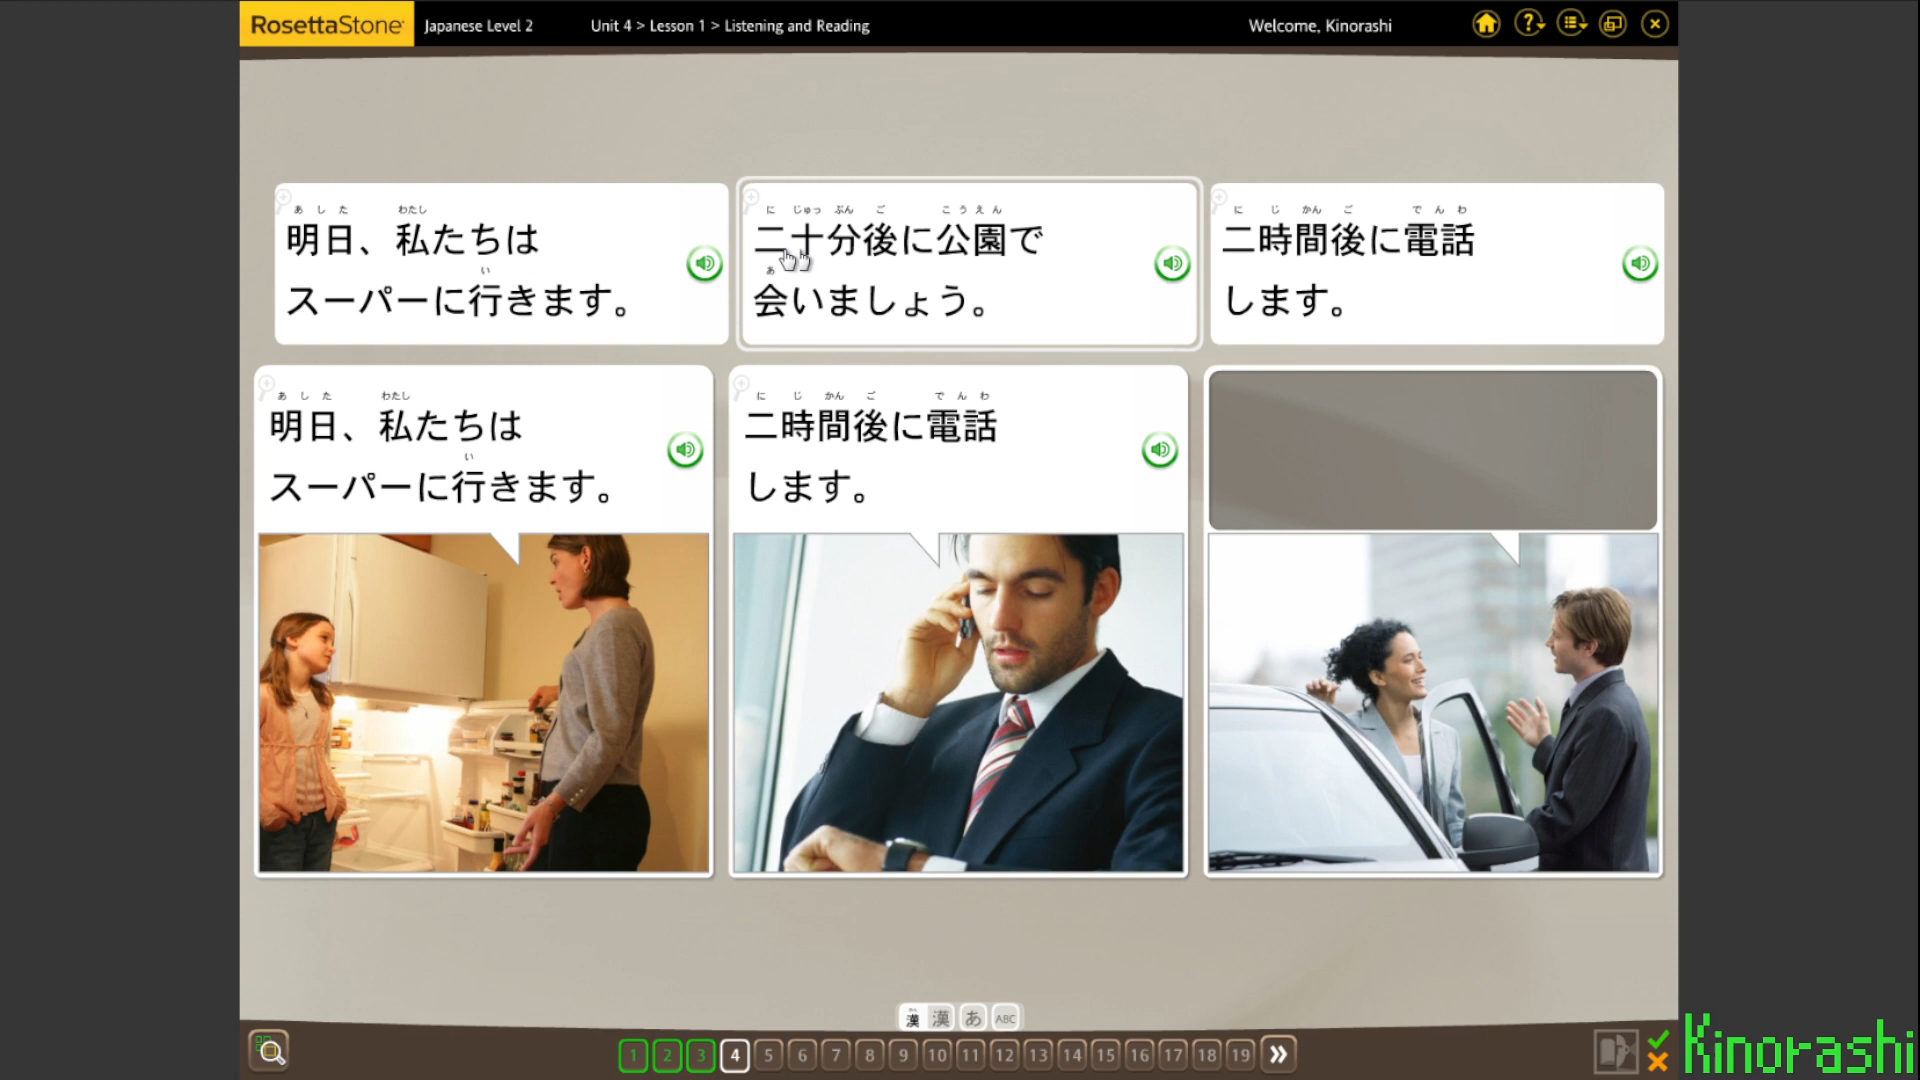 RosettaStone
Japanese Level 2
Unit 4 > Lesson 1 > Listening and Reading
Welcome, Kinorashi
あした わたし
明日、私たちは
い
スーパーに行きます。
に じゅっ ぷん ご こうえん
二十分後に公園で
あ
会いましょう。
に じ かん ご でんわ
二時間後に電話
します。
あした わたし
明日、私たちは
い
スーパーに行きます。
に じ かん ご でんわ
二時間後に電話
します。
漢 漢 あ ABC
1 2 3 4 5 6 7 8 9 10 11 12 13 14 15 16 17 18 19
Kinorashi